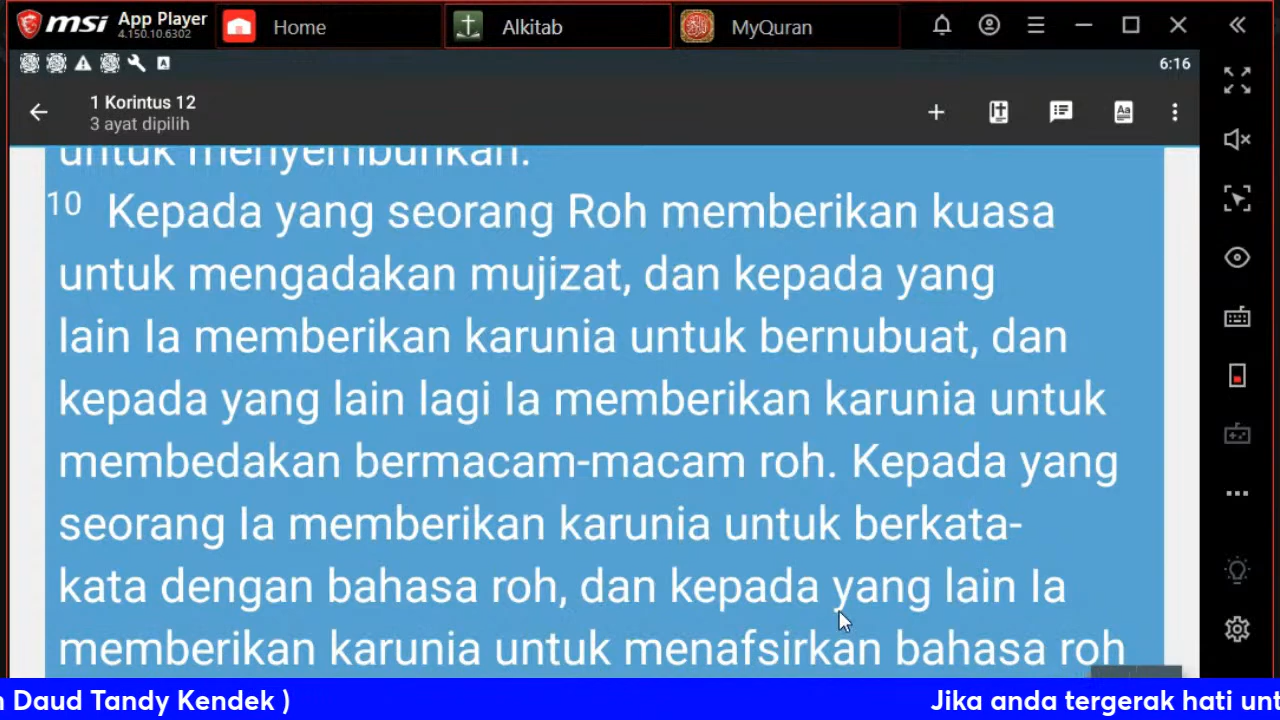 msi App Player
4.150.10.6302
Home
Alkitab
MyQuran
6:16
1 Korintus 12
3 ayat dipilih
untuk menyembuhkan.
10 Kepada yang seorang Roh memberikan kuasa
untuk mengadakan mujizat, dan kepada yang
lain Ia memberikan karunia untuk bernubuat, dan
kepada yang lain lagi Ia memberikan karunia untuk
membedakan bermacam-macam roh. Kepada yang
seorang Ia memberikan karunia untuk berkata-
kata dengan bahasa roh, dan kepada yang lain Ia
memberikan karunia untuk menafsirkan bahasa roh
Daud Tandy Kendek )
Jika anda tergerak hati